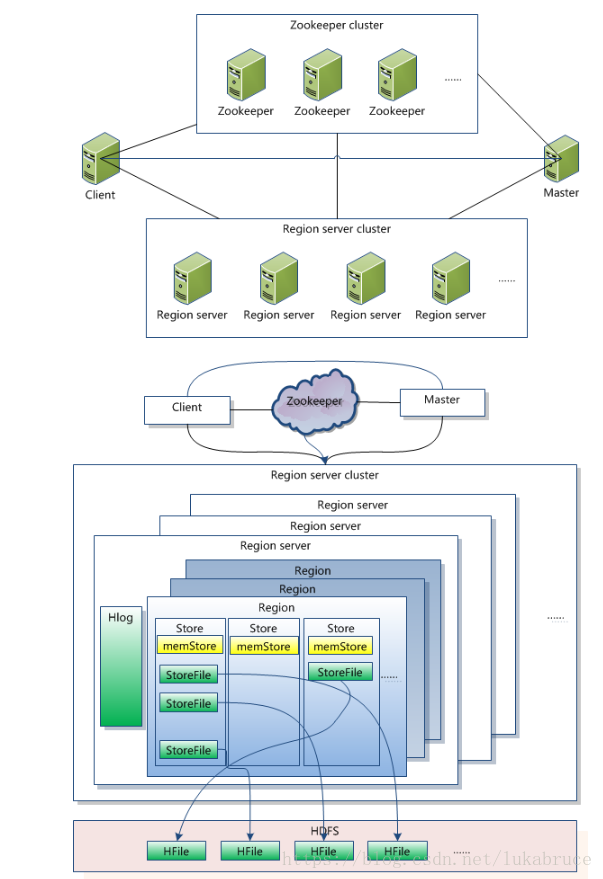 Zookeeper cluster
Zookeeper Zookeeper Zookeeper ......
Client
Master
Region server cluster
Region server Region server Region server Region server ......
Client
Zookeeper
Master
Region server cluster
Region server
Region server
Region server
Region
Region
Region
Hlog
Store Store Store
memStore memStore memStore
StoreFile StoreFile ......
StoreFile
StoreFile
......
HDFS
HFile HFile HFile HFile ......
https://blog.csdn.net/lukabruce